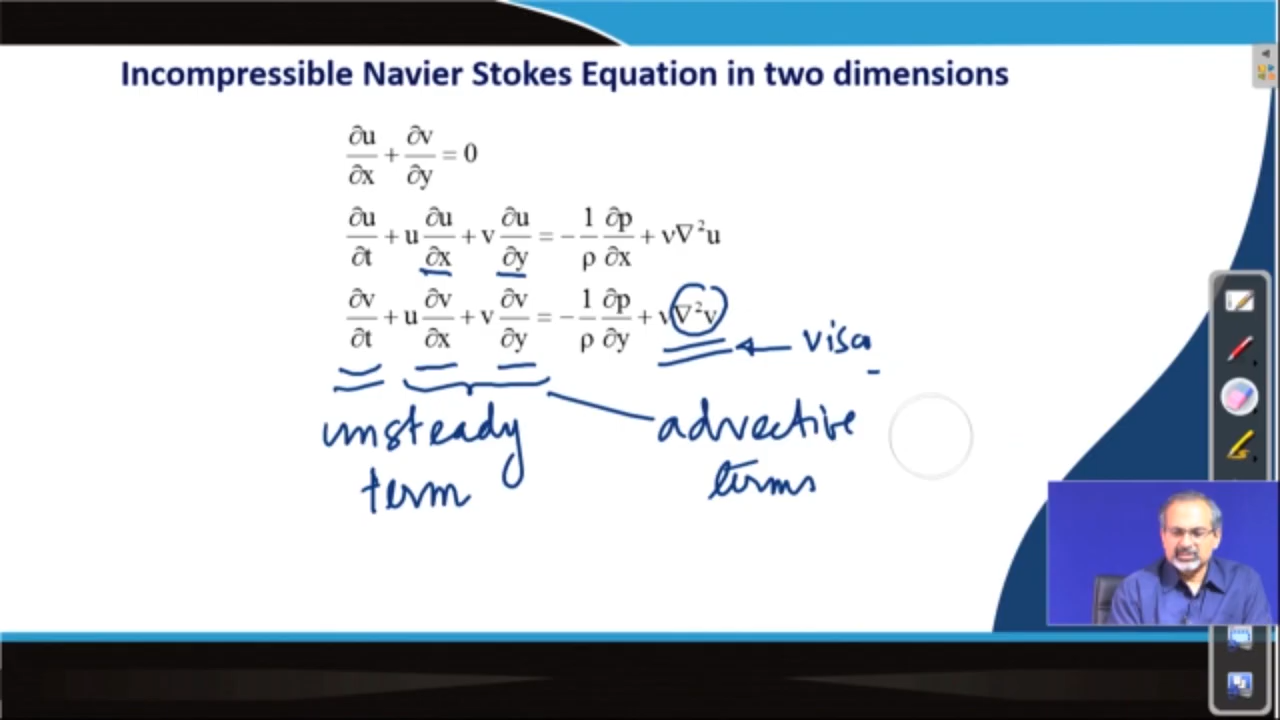 Incompressible Navier Stokes Equation in two dimensions
∂u/∂x + ∂v/∂y = 0
∂u/∂t + u ∂u/∂x + v ∂u/∂y = - 1/ρ ∂p/∂x + ν∇²u
∂v/∂t + u ∂v/∂x + v ∂v/∂y = - 1/ρ ∂p/∂y + ν∇²v
visc
unsteady
term
advective
terms